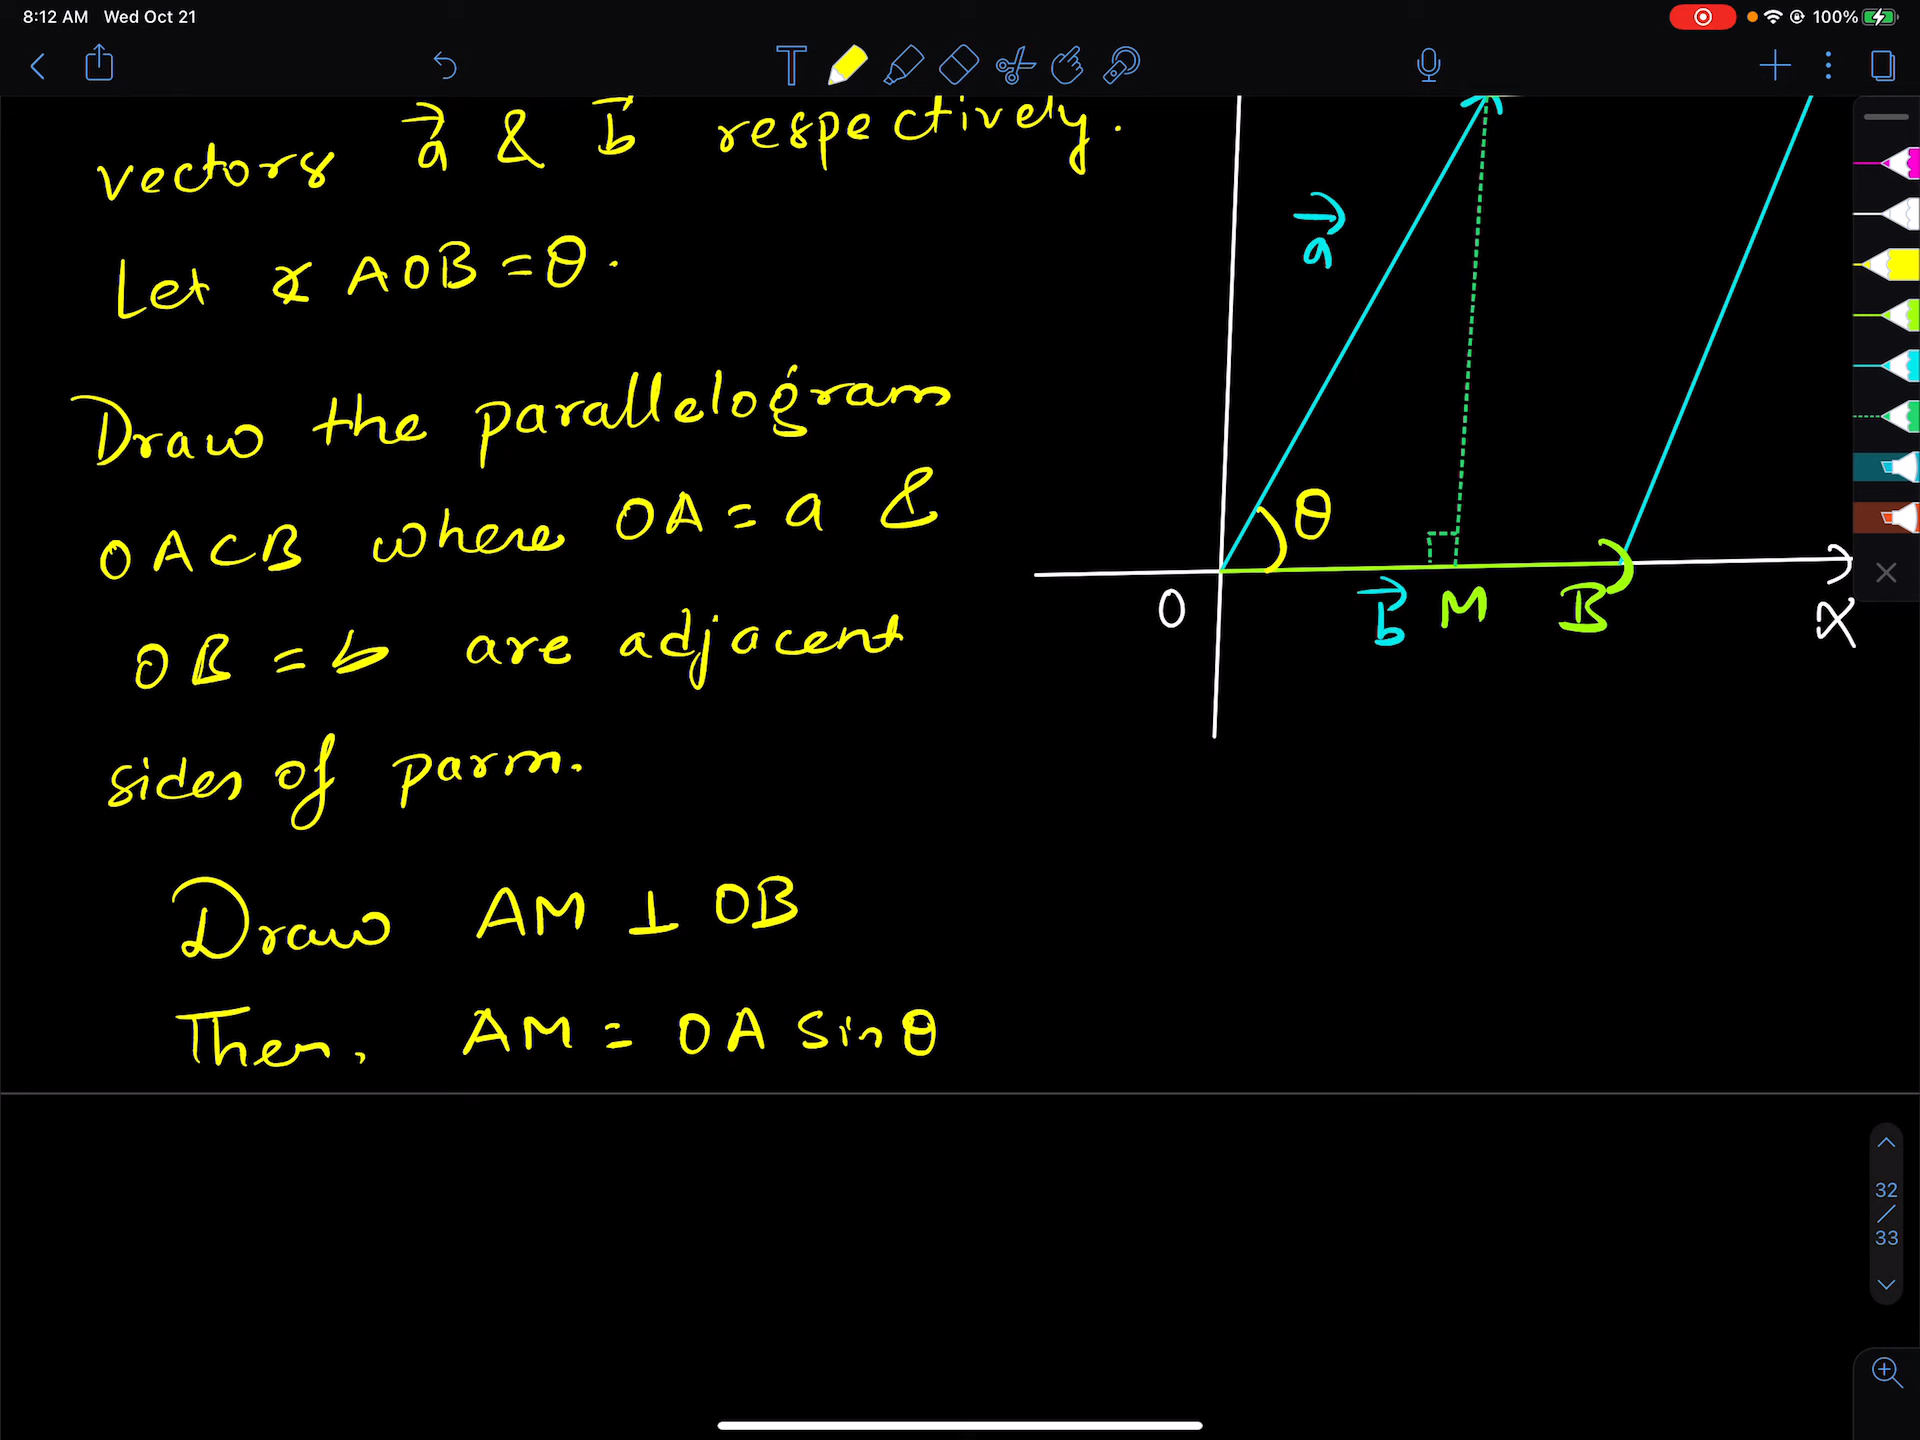 8:12 AM Wed Oct 21
100%
T
vectors a⃗ & b⃗ respectively.
Let ∡ AOB = θ.
Draw the parallelogram
OACB where OA = a &
OB = b are adjacent
sides of parm.
Draw AM ⊥ OB
Then, AM = OA sin θ
a⃗
θ
O
b⃗
M
B
X
32
/
33